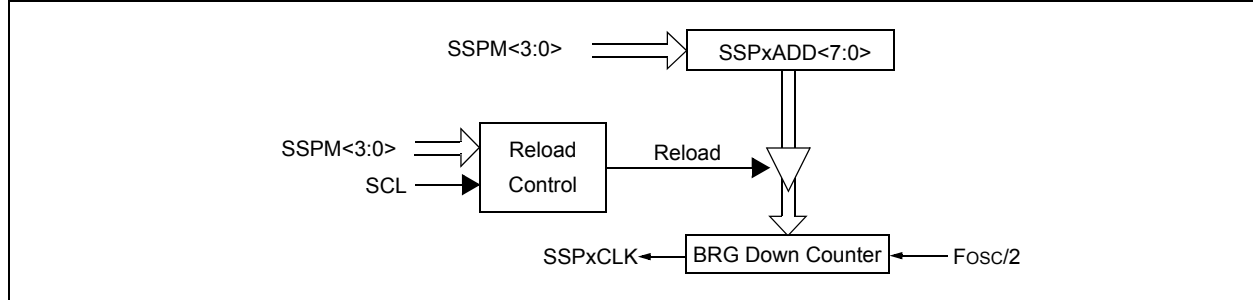 SSPM<3:0>
SSPxADD<7:0>
SSPM<3:0>
SCL
Reload
Control
Reload
SSPxCLK
BRG Down Counter
FOSC/2